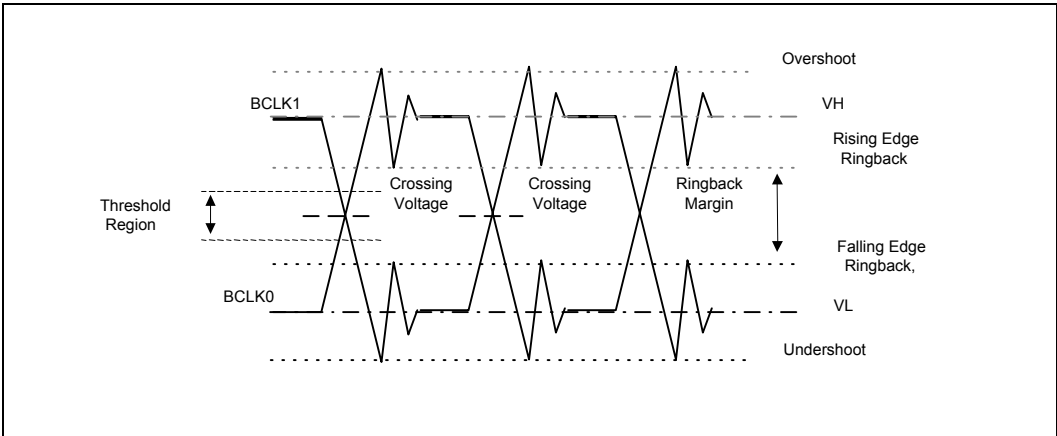 Overshoot
BCLK1
VH
Rising Edge
Ringback
Crossing
Voltage
Crossing
Voltage
Ringback
Margin
Threshold
Region
Falling Edge
Ringback,
BCLK0
VL
Undershoot